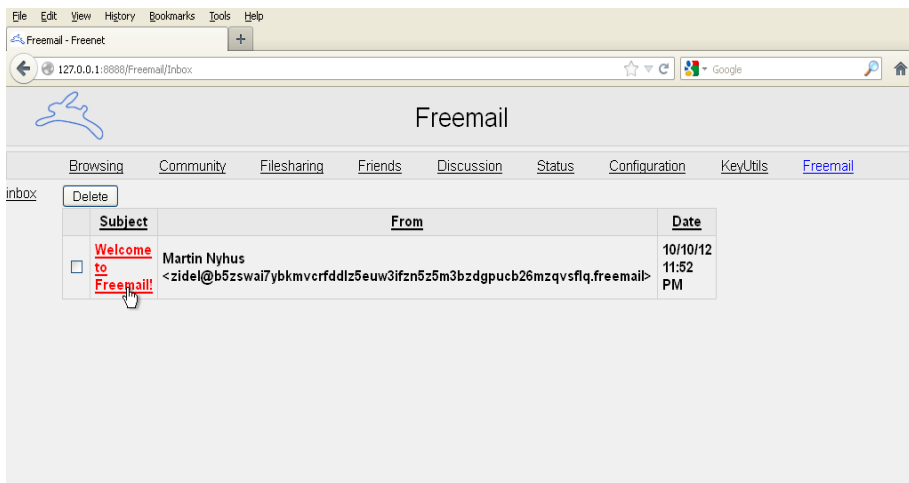 File Edit View History Bookmarks Tools Help
Freemail - Freenet +
127.0.0.1:8888/Freemail/Inbox Google
Freemail
Browsing Community Filesharing Friends Discussion Status Configuration KeyUtils Freemail
inbox Delete
Subject From Date
Welcome to Freemail!
Martin Nyhus
<zidel@b5zswai7ybkmvcrfddlz5euw3ifzn5z5m3bzdgpucb26mzqvsflq.freemail>
10/10/12
11:52
PM